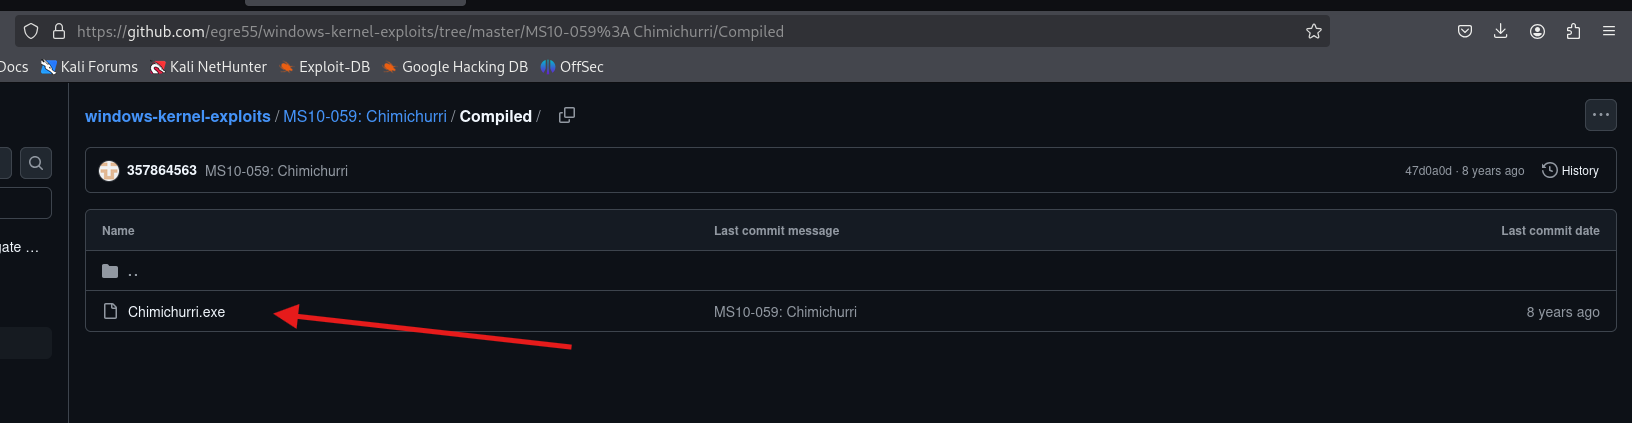 https://github.com/egre55/windows-kernel-exploits/tree/master/MS10-059%3A Chimichurri/Compiled
Docs Kali Forums Kali NetHunter Exploit-DB Google Hacking DB OffSec
windows-kernel-exploits / MS10-059: Chimichurri / Compiled /
357864563 MS10-059: Chimichurri 47d0a0d · 8 years ago History
gate ...
Name Last commit message Last commit date
..
Chimichurri.exe MS10-059: Chimichurri 8 years ago